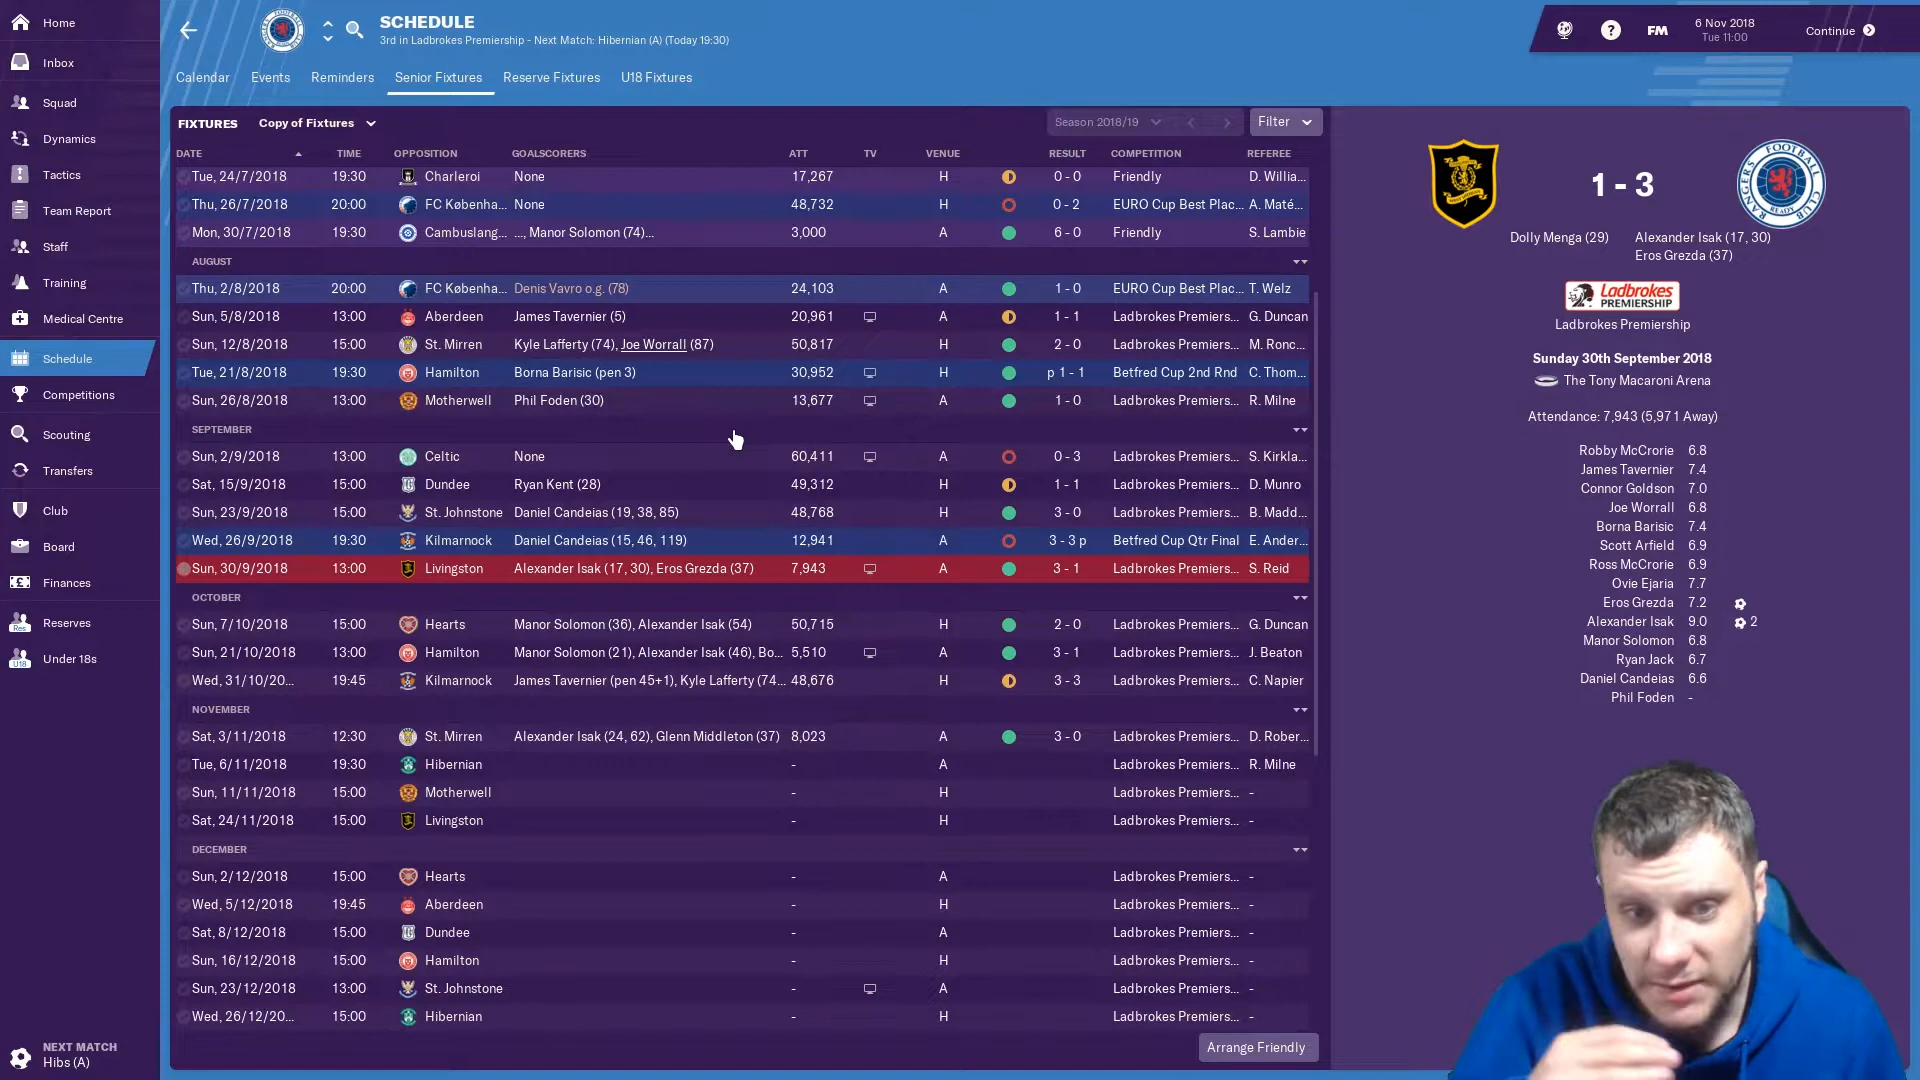 Home
Inbox
Squad
Dynamics
Tactics
Team Report
Staff
Training
Medical Centre
Schedule
Competitions
Scouting
Transfers
Club
Board
Finances
Reserves
Under 18s
NEXT MATCH
Hibs (A)
SCHEDULE
3rd in Ladbrokes Premiership - Next Match: Hibernian (A) (Today 19:30)
FM
6 Nov 2018
Tue 11:00
Continue
Calendar Events Reminders Senior Fixtures Reserve Fixtures U18 Fixtures
FIXTURES Copy of Fixtures Season 2018/19 Filter
DATE TIME OPPOSITION GOALSCORERS ATT TV VENUE RESULT COMPETITION REFEREE
Tue, 24/7/2018 19:30 Charleroi None 17,267 H 0 - 0 Friendly D. Willia...
Thu, 26/7/2018 20:00 FC Københa... None 48,732 H 0 - 2 EURO Cup Best Plac... A. Maté...
Mon, 30/7/2018 19:30 Cambuslang... ..., Manor Solomon (74)... 3,000 A 6 - 0 Friendly S. Lambie
AUGUST
Thu, 2/8/2018 20:00 FC Københa... Denis Vavro o.g. (78) 24,103 A 1 - 0 EURO Cup Best Plac... T. Welz
Sun, 5/8/2018 13:00 Aberdeen James Tavernier (5) 20,961 A 1 - 1 Ladbrokes Premiers... G. Duncan
Sun, 12/8/2018 15:00 St. Mirren Kyle Lafferty (74), Joe Worrall (87) 50,817 H 2 - 0 Ladbrokes Premiers... M. Ronc...
Tue, 21/8/2018 19:30 Hamilton Borna Barisic (pen 3) 30,952 H p 1 - 1 Betfred Cup 2nd Rnd C. Thom...
Sun, 26/8/2018 13:00 Motherwell Phil Foden (30) 13,677 A 1 - 0 Ladbrokes Premiers... R. Milne
SEPTEMBER
Sun, 2/9/2018 13:00 Celtic None 60,411 A 0 - 3 Ladbrokes Premiers... S. Kirkla...
Sat, 15/9/2018 15:00 Dundee Ryan Kent (28) 49,312 H 1 - 1 Ladbrokes Premiers... D. Munro
Sun, 23/9/2018 15:00 St. Johnstone Daniel Candeias (19, 38, 85) 48,768 H 3 - 0 Ladbrokes Premiers... B. Madd...
Wed, 26/9/2018 19:30 Kilmarnock Daniel Candeias (15, 46, 119) 12,941 A 3 - 3 p Betfred Cup Qtr Final E. Ander...
Sun, 30/9/2018 13:00 Livingston Alexander Isak (17, 30), Eros Grezda (37) 7,943 A 3 - 1 Ladbrokes Premiers... S. Reid
OCTOBER
Sun, 7/10/2018 15:00 Hearts Manor Solomon (36), Alexander Isak (54) 50,715 H 2 - 0 Ladbrokes Premiers... G. Duncan
Sun, 21/10/2018 13:00 Hamilton Manor Solomon (21), Alexander Isak (46), Bo... 5,510 A 3 - 1 Ladbrokes Premiers... J. Beaton
Wed, 31/10/20... 19:45 Kilmarnock James Tavernier (pen 45+1), Kyle Lafferty (74... 48,676 H 3 - 3 Ladbrokes Premiers... C. Napier
NOVEMBER
Sat, 3/11/2018 12:30 St. Mirren Alexander Isak (24, 62), Glenn Middleton (37) 8,023 A 3 - 0 Ladbrokes Premiers... D. Rober...
Tue, 6/11/2018 19:30 Hibernian - A Ladbrokes Premiers... R. Milne
Sun, 11/11/2018 15:00 Motherwell - H Ladbrokes Premiers... -
Sat, 24/11/2018 15:00 Livingston - H Ladbrokes Premiers... -
DECEMBER
Sun, 2/12/2018 15:00 Hearts - A Ladbrokes Premiers... -
Wed, 5/12/2018 19:45 Aberdeen - H Ladbrokes Premiers... -
Sat, 8/12/2018 15:00 Dundee - A Ladbrokes Premiers... -
Sun, 16/12/2018 15:00 Hamilton - H Ladbrokes Premiers... -
Sun, 23/12/2018 13:00 St. Johnstone - A Ladbrokes Premiers... -
Wed, 26/12/20... 15:00 Hibernian - H Ladbrokes Premiers... -
Arrange Friendly
1 - 3
RANGERS FOOTBALL CLUB
READY
Dolly Menga (29) Alexander Isak (17, 30)
Eros Grezda (37)
Ladbrokes
PREMIERSHIP
Ladbrokes Premiership
Sunday 30th September 2018
The Tony Macaroni Arena
Attendance: 7,943 (5,971 Away)
Robby McCrorie 6.8
James Tavernier 7.4
Connor Goldson 7.0
Joe Worrall 6.8
Borna Barisic 7.4
Scott Arfield 6.9
Ross McCrorie 6.9
Ovie Ejaria 7.7
Eros Grezda 7.2
Alexander Isak 9.0 2
Manor Solomon 6.8
Ryan Jack 6.7
Daniel Candeias 6.6
Phil Foden -